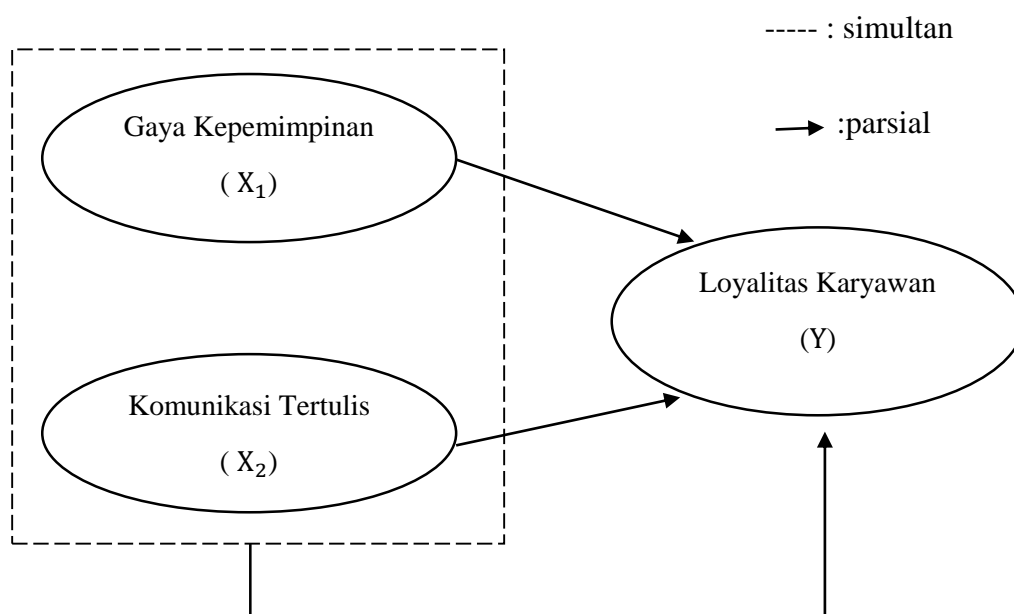 ----- : simultan
:parsial
Gaya Kepemimpinan
( X₁)
Loyalitas Karyawan
(Y)
Komunikasi Tertulis
( X₂)